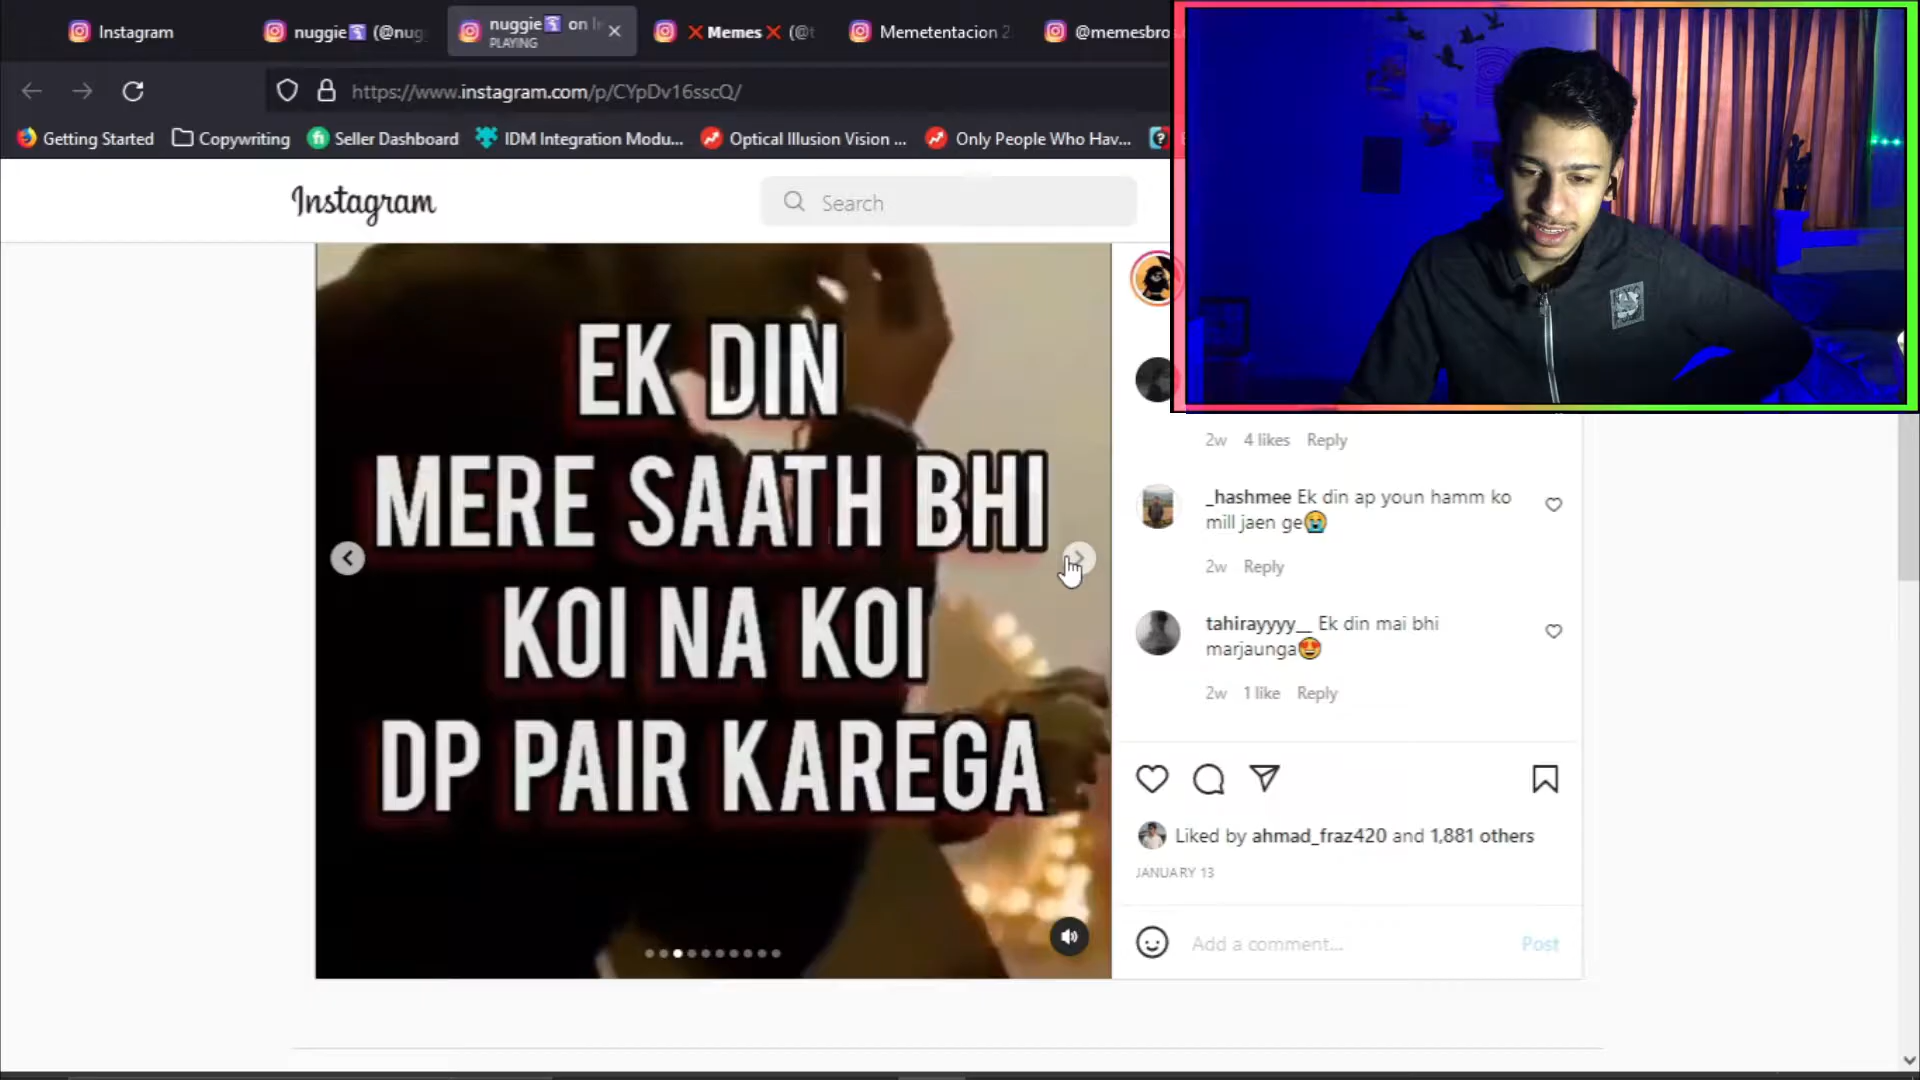 Instagram
nuggie (@nug
nuggie on I
PLAYING
❌Memes❌ (@t
Memetentacion 2
@memesbro
https://www.instagram.com/p/CYpDv16sscQ/
Getting Started
Copywriting
Seller Dashboard
IDM Integration Modu...
Optical Illusion Vision ...
Only People Who Hav...
Instagram
Search
EK DIN
MERE SAATH BHI
KOI NA KOI
DP PAIR KAREGA
2w 4 likes Reply
_hashmee Ek din ap youn hamm ko
mill jaen ge😭
2w Reply
tahirayyyy__ Ek din mai bhi
marjaunga😍
2w 1 like Reply
Liked by ahmad_fraz420 and 1,881 others
JANUARY 13
Add a comment...
Post